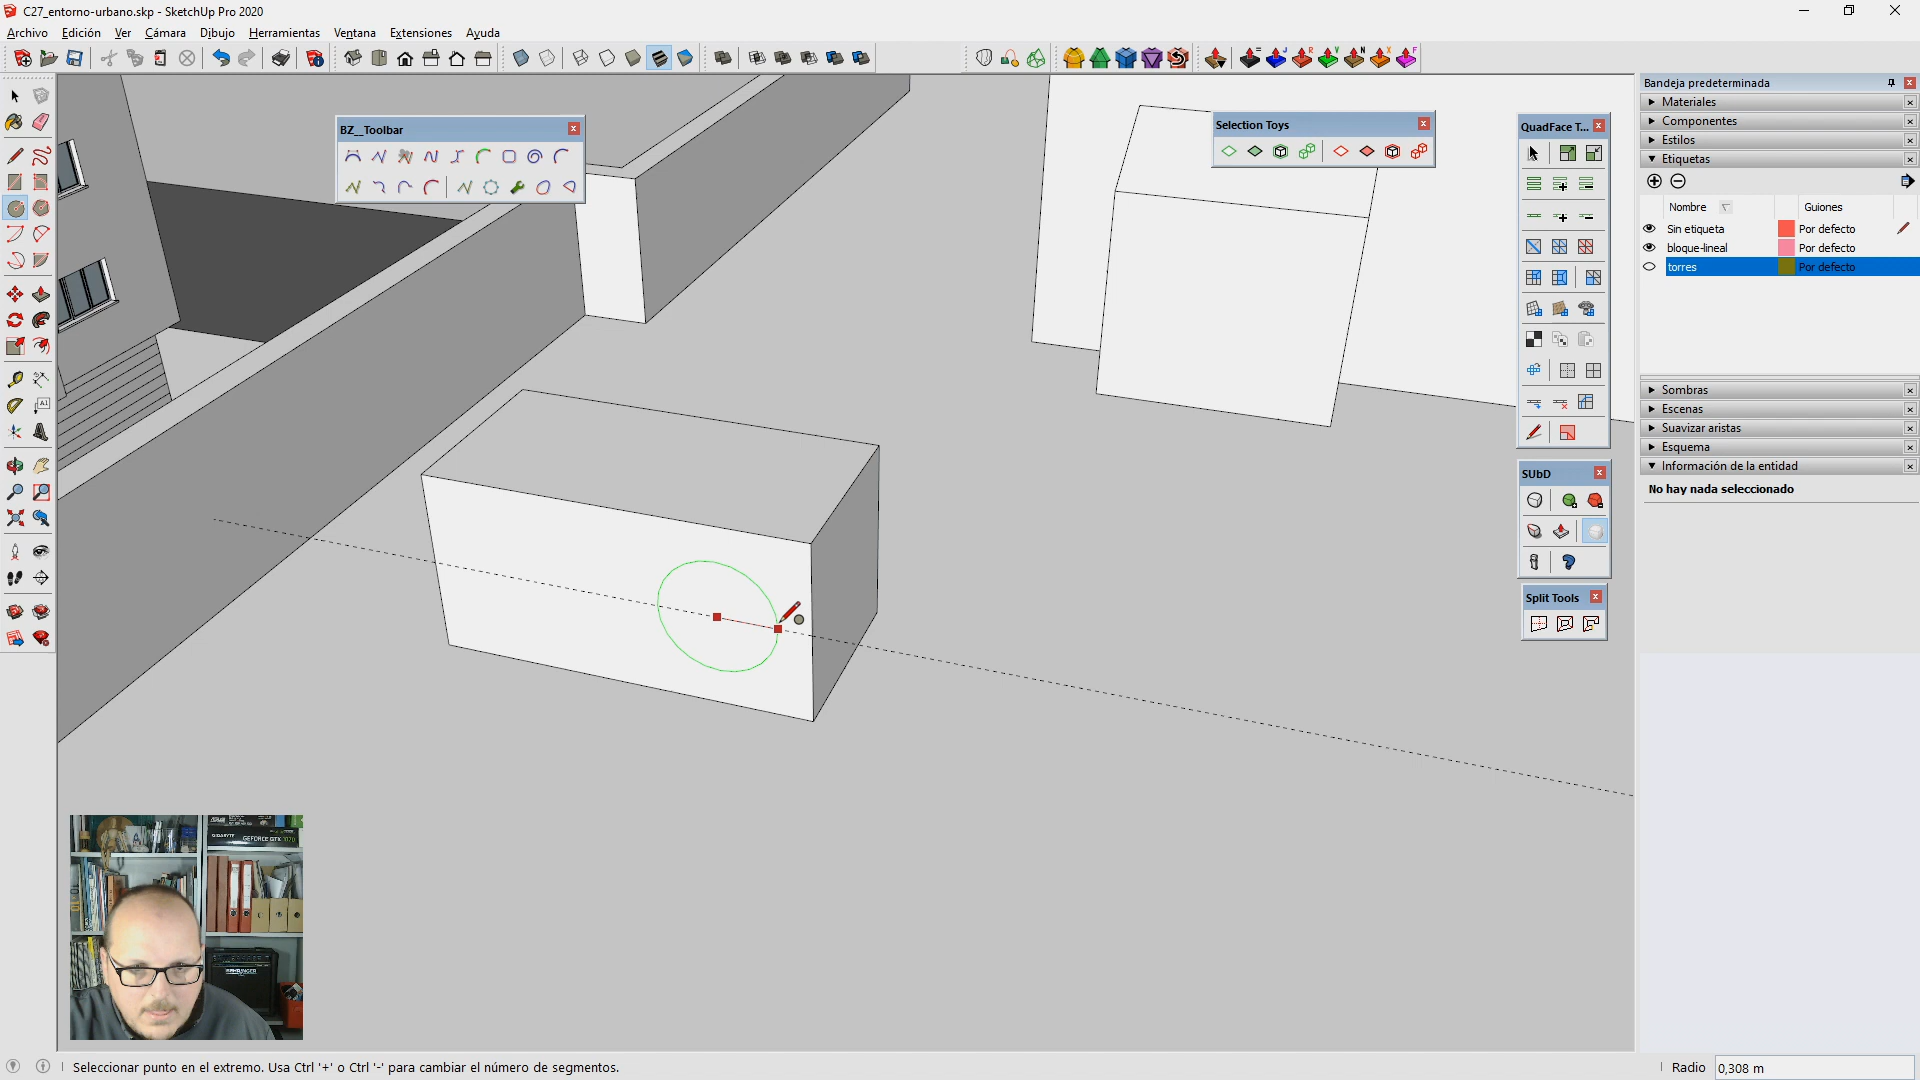 C27_entorno-urbano.skp - SketchUp Pro 2020
Archivo Edición Ver Cámara Dibujo Herramientas Ventana Extensiones Ayuda
BZ__Toolbar
Selection Toys
QuadFace T...
SUbD
Split Tools
Bandeja predeterminada
Materiales
Componentes
Estilos
Etiquetas
Nombre Guiones
Sin etiqueta Por defecto
bloque-lineal Por defecto
torres Por defecto
Sombras
Escenas
Suavizar aristas
Esquema
Información de la entidad
No hay nada seleccionado
GEFORCE GTX
Seleccionar punto en el extremo. Usa Ctrl '+' o Ctrl '-' para cambiar el número de segmentos.
Radio 0,308 m